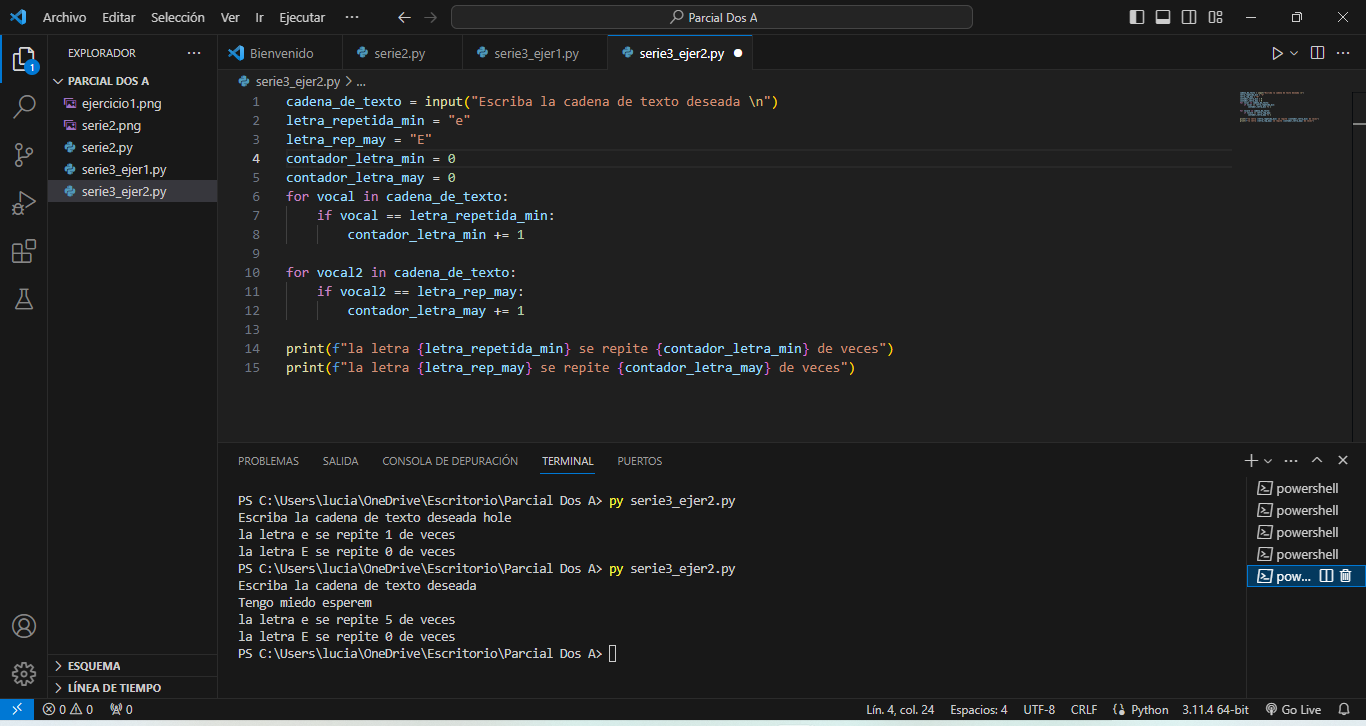 Archivo Editar Selección Ver Ir Ejecutar ··· Parcial Dos A
EXPLORADOR ···
PARCIAL DOS A
ejercicio1.png
serie2.png
serie2.py
serie3_ejer1.py
serie3_ejer2.py
ESQUEMA
LÍNEA DE TIEMPO
Bienvenido serie2.py serie3_ejer1.py serie3_ejer2.py
serie3_ejer2.py > ...
1 cadena_de_texto = input("Escriba la cadena de texto deseada \n")
2 letra_repetida_min = "e"
3 letra_rep_may = "E"
4 contador_letra_min = 0
5 contador_letra_may = 0
6 for vocal in cadena_de_texto:
7 if vocal == letra_repetida_min:
8 contador_letra_min += 1
9
10 for vocal2 in cadena_de_texto:
11 if vocal2 == letra_rep_may:
12 contador_letra_may += 1
13
14 print(f"la letra {letra_repetida_min} se repite {contador_letra_min} de veces")
15 print(f"la letra {letra_rep_may} se repite {contador_letra_may} de veces")
PROBLEMAS SALIDA CONSOLA DE DEPURACIÓN TERMINAL PUERTOS
PS C:\Users\lucia\OneDrive\Escritorio\Parcial Dos A> py serie3_ejer2.py
Escriba la cadena de texto deseada hole
la letra e se repite 1 de veces
la letra E se repite 0 de veces
PS C:\Users\lucia\OneDrive\Escritorio\Parcial Dos A> py serie3_ejer2.py
Escriba la cadena de texto deseada
Tengo miedo esperem
la letra e se repite 5 de veces
la letra E se repite 0 de veces
PS C:\Users\lucia\OneDrive\Escritorio\Parcial Dos A>
powershell
powershell
powershell
powershell
pow...
1
0 0 0 Lín. 4, col. 24 Espacios: 4 UTF-8 CRLF Python 3.11.4 64-bit Go Live